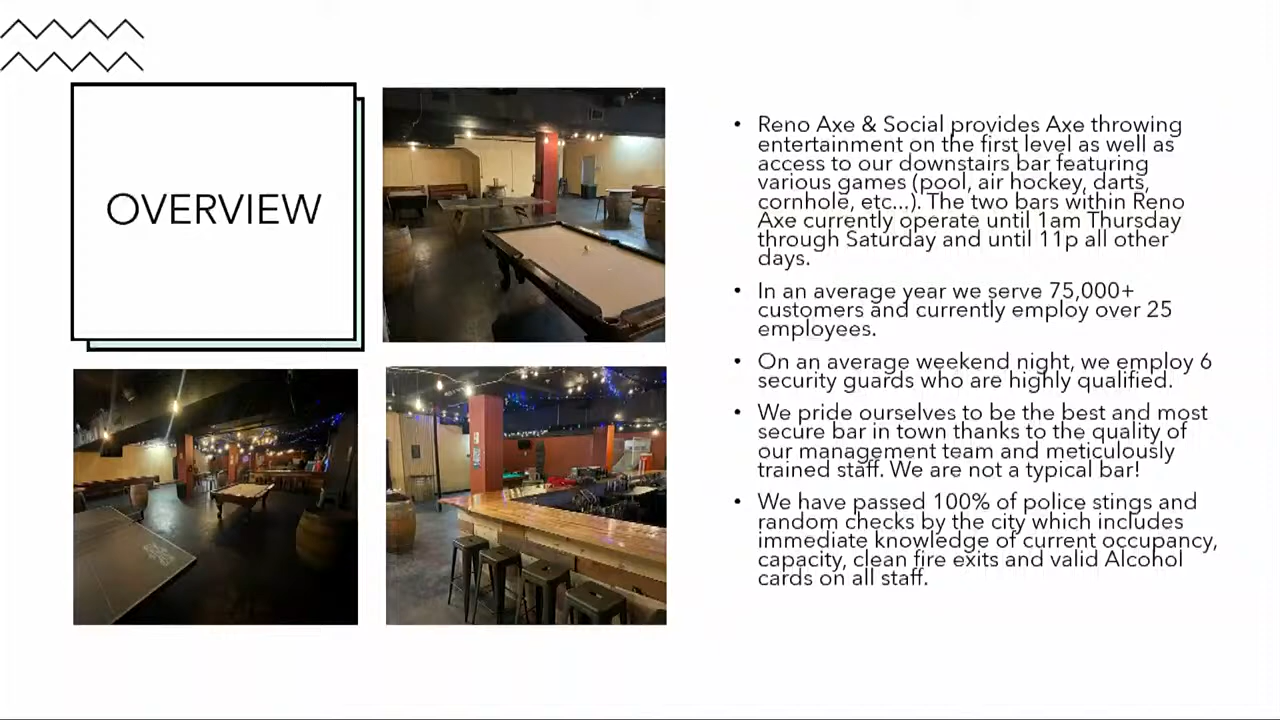 OVERVIEW
• Reno Axe & Social provides Axe throwing
entertainment on the first level as well as
access to our downstairs bar featuring
various games (pool, air hockey, darts,
cornhole, etc...). The two bars within Reno
Axe currently operate until 1am Thursday
through Saturday and until 11p all other
days.
• In an average year we serve 75,000+
customers and currently employ over 25
employees.
• On an average weekend night, we employ 6
security guards who are highly qualified.
• We pride ourselves to be the best and most
secure bar in town thanks to the quality of
our management team and meticulously
trained staff. We are not a typical bar!
• We have passed 100% of police stings and
random checks by the city which includes
immediate knowledge of current occupancy,
capacity, clean fire exits and valid Alcohol
cards on all staff.